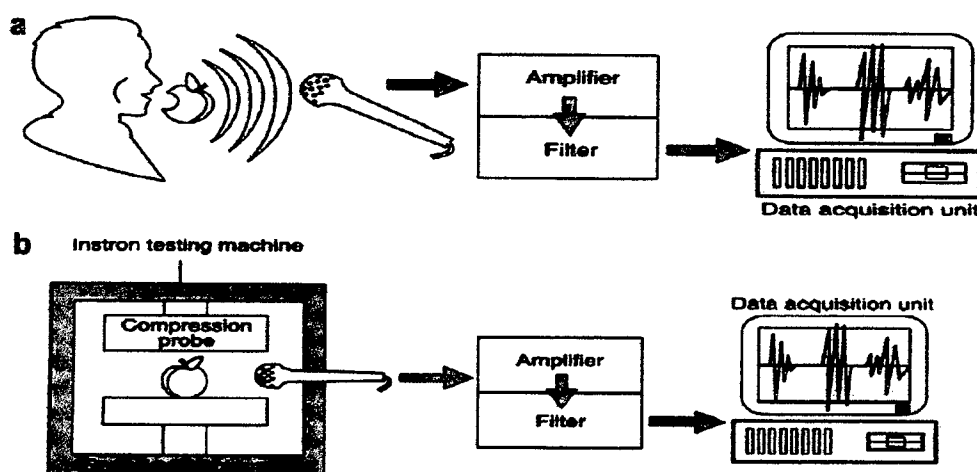 a
Amplifier
Filter
Data acquisition unit
b
Instron testing machine
Compression
probe
Amplifier
Filter
Data acquisition unit